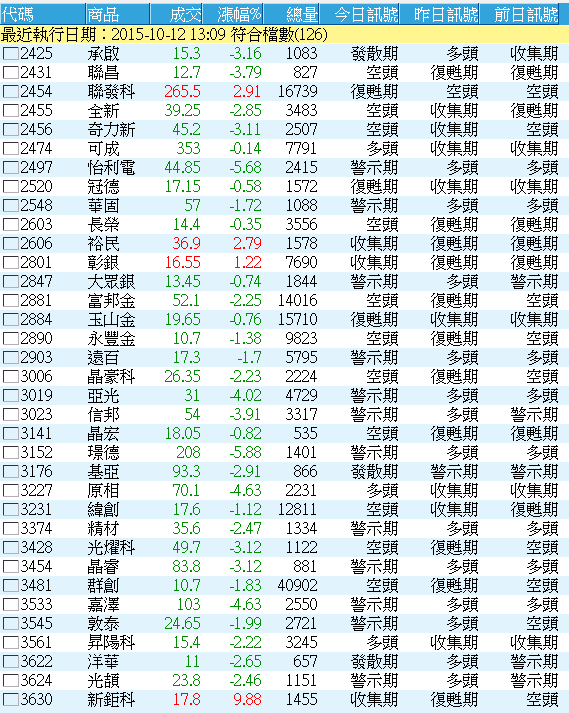 代碼 商品 成交 漲幅% 總量 今日訊號 昨日訊號 前日訊號
最近執行日期：2015-10-12 13:09 符合檔數(126)
2425 承啟 15.3 -3.16 1083 發散期 多頭 收集期
2431 聯昌 12.7 -3.79 827 空頭 復甦期 復甦期
2454 聯發科 265.5 2.91 16739 復甦期 空頭 空頭
2455 全新 39.25 -2.85 3483 空頭 收集期 復甦期
2456 奇力新 45.2 -3.11 2507 空頭 收集期 空頭
2474 可成 353 -0.14 7791 多頭 收集期 收集期
2497 怡利電 44.85 -5.68 2415 警示期 多頭 多頭
2520 冠德 17.15 -0.58 1572 復甦期 收集期 收集期
2548 華固 57 -1.72 1088 警示期 多頭 多頭
2603 長榮 14.4 -0.35 3556 空頭 復甦期 復甦期
2606 裕民 36.9 2.79 1578 收集期 復甦期 復甦期
2801 彰銀 16.55 1.22 7690 收集期 復甦期 復甦期
2847 大眾銀 13.45 -0.74 1844 警示期 多頭 警示期
2881 富邦金 52.1 -2.25 14016 空頭 復甦期 空頭
2884 玉山金 19.65 -0.76 15710 復甦期 收集期 收集期
2890 永豐金 10.7 -1.38 9823 空頭 復甦期 空頭
2903 遠百 17.3 -1.7 5795 警示期 多頭 多頭
3006 晶豪科 26.35 -2.23 2224 空頭 復甦期 空頭
3019 亞光 31 -4.02 4729 警示期 多頭 多頭
3023 信邦 54 -3.91 3317 警示期 多頭 警示期
3141 晶宏 18.05 -0.82 535 空頭 復甦期 復甦期
3152 璟德 208 -5.88 1401 警示期 多頭 多頭
3176 基亞 93.3 -2.91 866 發散期 警示期 警示期
3227 原相 70.1 -4.63 2231 多頭 收集期 收集期
3231 緯創 17.6 -1.12 12811 空頭 收集期 復甦期
3374 精材 35.6 -2.47 1334 警示期 多頭 多頭
3428 光燿科 49.7 -3.12 1122 空頭 復甦期 空頭
3454 晶睿 83.8 -3.12 881 警示期 多頭 多頭
3481 群創 10.7 -1.83 40902 空頭 復甦期 空頭
3533 嘉澤 103 -4.63 2550 警示期 多頭 多頭
3545 敦泰 24.65 -1.99 2721 警示期 多頭 空頭
3561 昇陽科 15.4 -2.22 3245 多頭 收集期 收集期
3622 洋華 11 -2.65 657 發散期 多頭 警示期
3624 光頡 23.8 -2.46 1151 警示期 多頭 警示期
3630 新鉅科 17.8 9.88 1455 收集期 復甦期 空頭